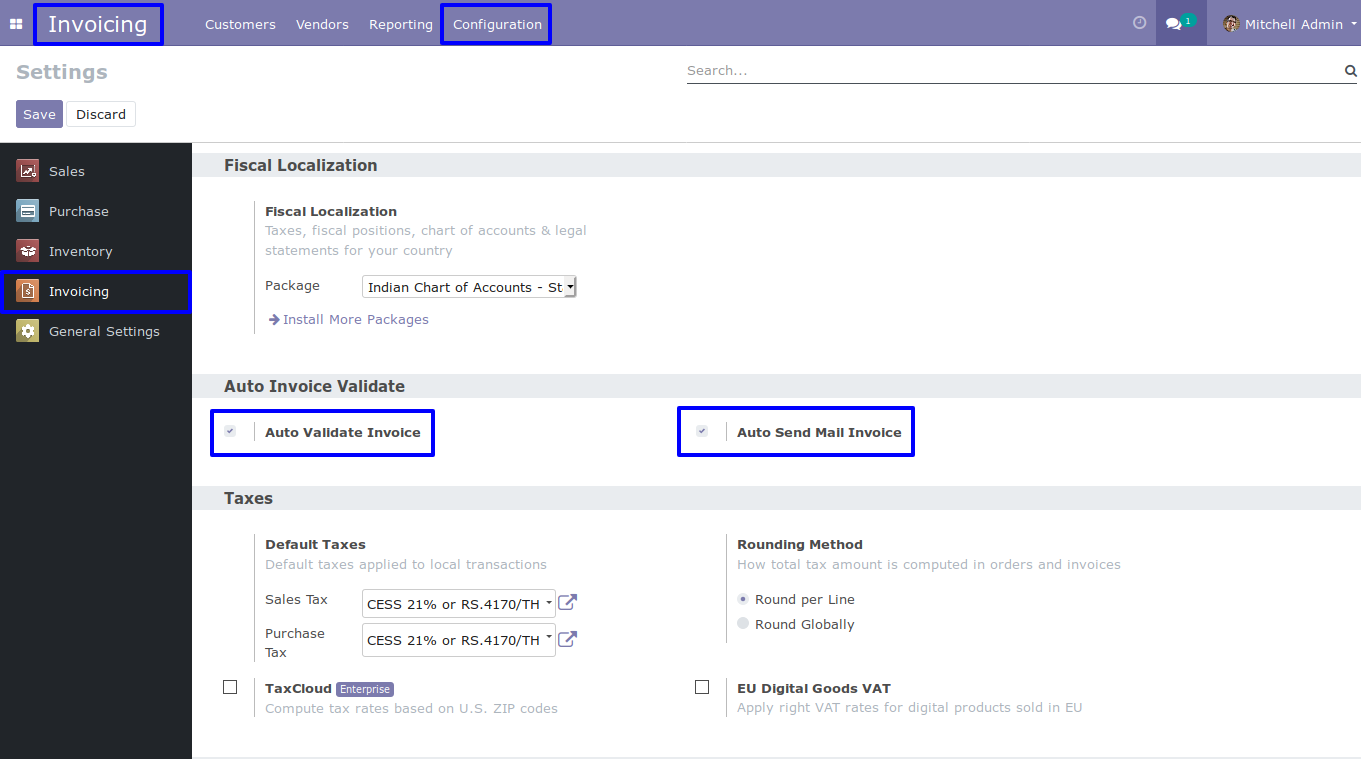 Invoicing Customers Vendors Reporting Configuration 1 Mitchell Admin
Settings
Search...
Save Discard
Sales
Purchase
Inventory
Invoicing
General Settings
Fiscal Localization
Fiscal Localization
Taxes, fiscal positions, chart of accounts & legal
statements for your country
Package Indian Chart of Accounts - St
Install More Packages
Auto Invoice Validate
Auto Validate Invoice
Auto Send Mail Invoice
Taxes
Default Taxes
Default taxes applied to local transactions
Sales Tax CESS 21% or RS.4170/TH
Purchase
Tax
CESS 21% or RS.4170/TH
Rounding Method
How total tax amount is computed in orders and invoices
Round per Line
Round Globally
TaxCloud Enterprise
Compute tax rates based on U.S. ZIP codes
EU Digital Goods VAT
Apply right VAT rates for digital products sold in EU